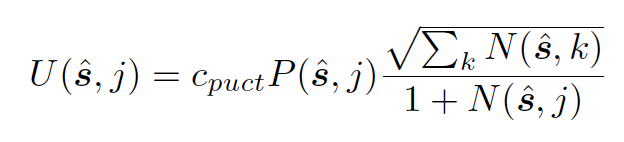 U(ŝ, j) = c_{puct} P(ŝ, j) \frac{\sqrt{\sum_k N(ŝ, k)}}{1 + N(ŝ, j)}